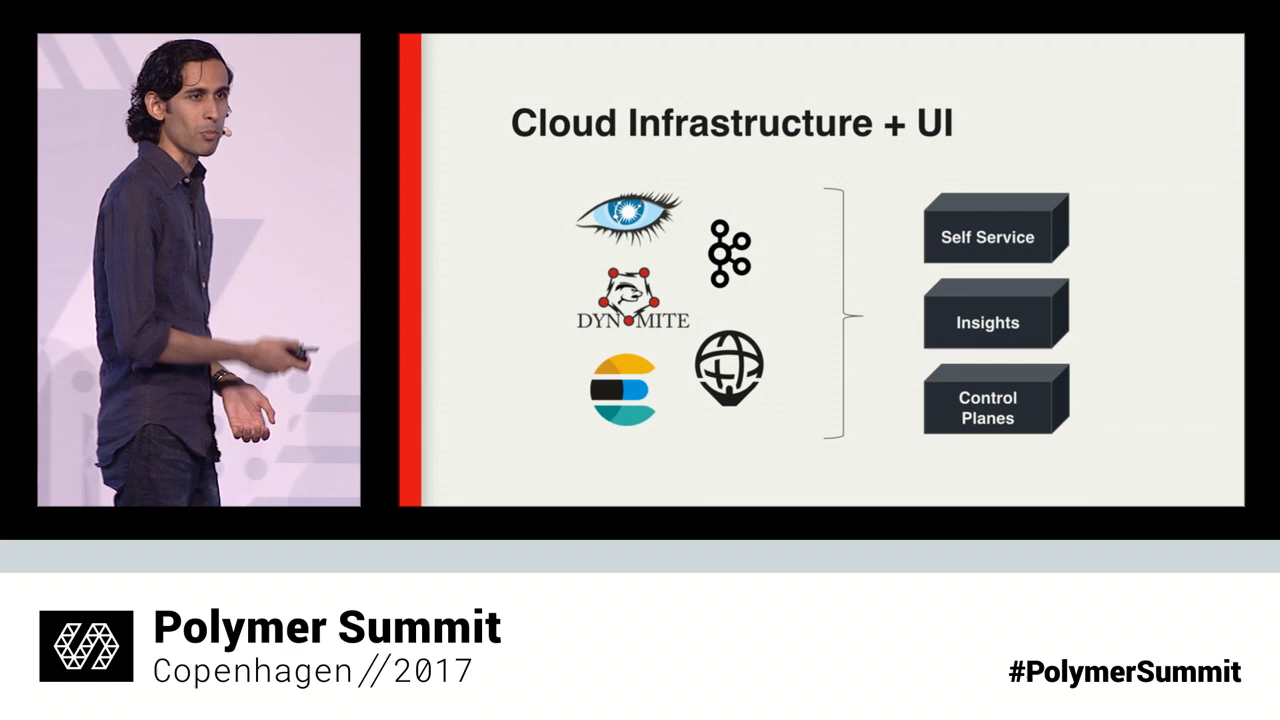 Cloud Infrastructure + UI
DYNOMITE
Self Service
Insights
Control
Planes
Polymer Summit
Copenhagen//2017
#PolymerSummit